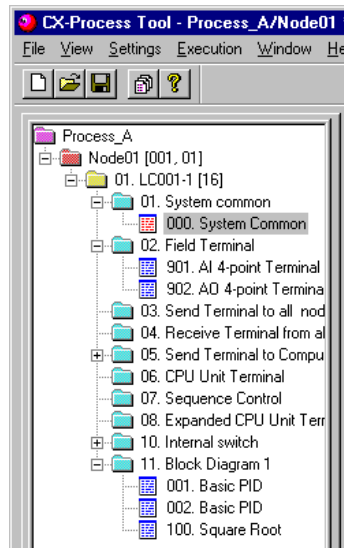 CX-Process Tool - Process_A/Node01
File View Settings Execution Window He
Process_A
Node01 [001, 01]
01. LC001-1 [16]
01. System common
000. System Common
02. Field Terminal
901. AI 4-point Terminal
902. AO 4-point Termina
03. Send Terminal to all nod
04. Receive Terminal from al
05. Send Terminal to Compu
06. CPU Unit Terminal
07. Sequence Control
08. Expanded CPU Unit Terr
10. Internal switch
11. Block Diagram 1
001. Basic PID
002. Basic PID
100. Square Root